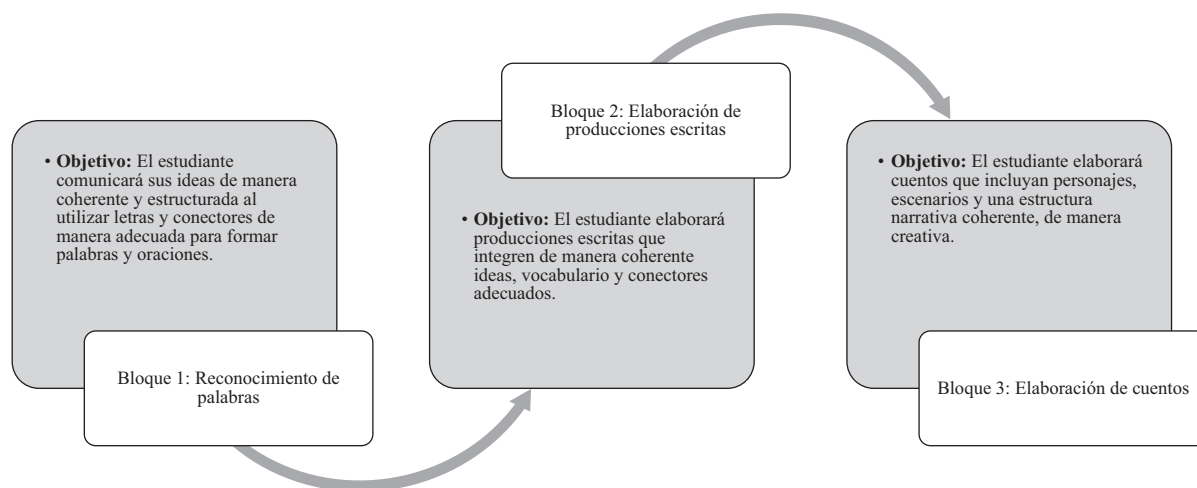 • Objetivo: El estudiante
comunicará sus ideas de manera
coherente y estructurada al
utilizar letras y conectores de
manera adecuada para formar
palabras y oraciones.
Bloque 1: Reconocimiento de
palabras
Bloque 2: Elaboración de
producciones escritas
• Objetivo: El estudiante elaborará
producciones escritas que
integren de manera coherente
ideas, vocabulario y conectores
adecuados.
• Objetivo: El estudiante elaborará
cuentos que incluyan personajes,
escenarios y una estructura
narrativa coherente, de manera
creativa.
Bloque 3: Elaboración de cuentos